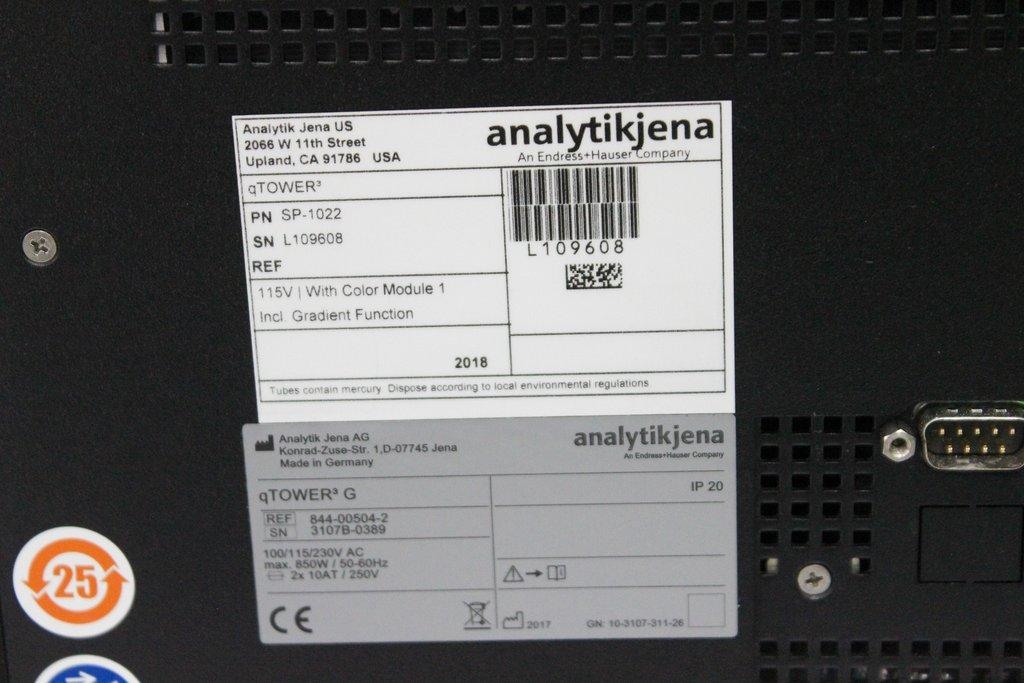 Analytik Jena US
2066 W 11th Street
Upland, CA 91786 USA
analytikjena
An Endress+Hauser Company
qTOWER³
PN SP-1022
SN L109608
REF
115V | With Color Module 1
Incl. Gradient Function
2018
L109608
Tubes contain mercury. Dispose according to local environmental regulations
Analytik Jena AG
Konrad-Zuse-Str. 1,D-07745 Jena
Made in Germany
analytikjena
An Endress+Hauser Company
qTOWER³ G
IP 20
REF 844-00504-2
SN 3107B-0389
100/115/230V AC
max. 850W / 50-60Hz
2x 10AT / 250V
CE
2017
GN: 10-3107-311-26
25